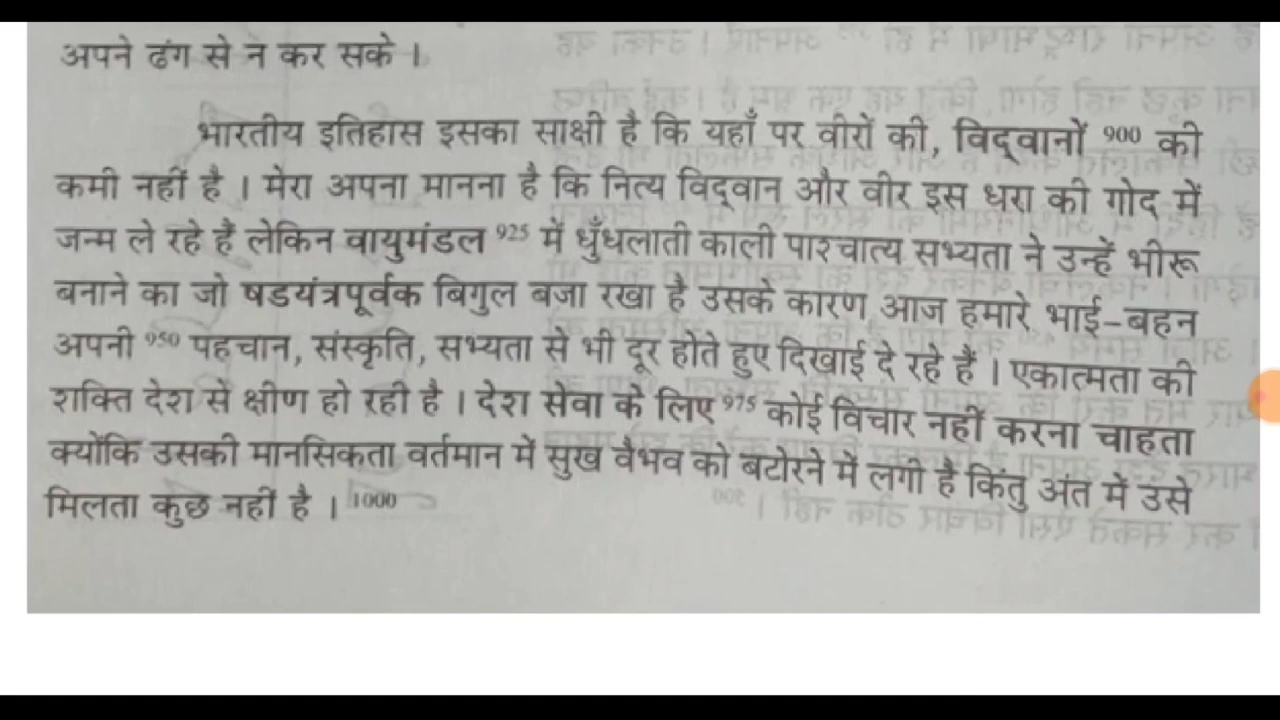 अपने ढंग से न कर सके ।
भारतीय इतिहास इसका साक्षी है कि यहाँ पर वीरों की, विद्वानों 900 की
कमी नहीं है । मेरा अपना मानना है कि नित्य विद्वान और वीर इस धरा की गोद में
जन्म ले रहे हैं लेकिन वायुमंडल 925 में धुँधलाती काली पाश्चात्य सभ्यता ने उन्हें भीरू
बनाने का जो षडयंत्रपूर्वक बिगुल बजा रखा है उसके कारण आज हमारे भाई-बहन
अपनी 950 पहचान, संस्कृति, सभ्यता से भी दूर होते हुए दिखाई दे रहे हैं । एकात्मता की
शक्ति देश से क्षीण हो रही है । देश सेवा के लिए 975 कोई विचार नहीं करना चाहता
क्योंकि उसकी मानसिकता वर्तमान में सुख वैभव को बटोरने में लगी है किंतु अंत में उसे
मिलता कुछ नहीं है । 1000